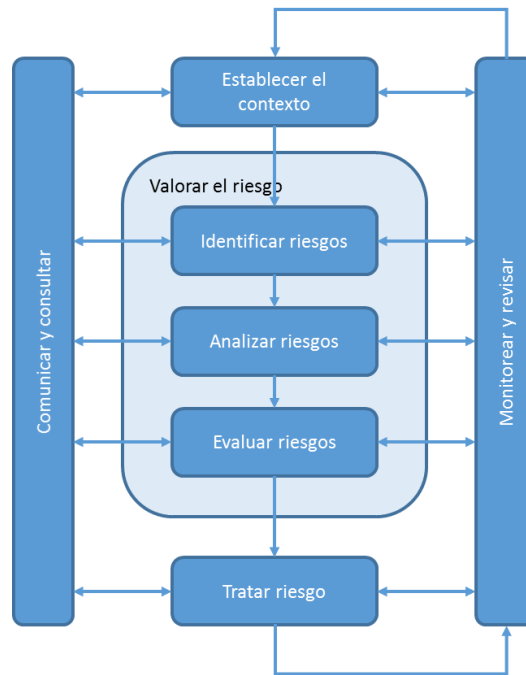 Establecer el
contexto
Valorar el riesgo
Identificar riesgos
Analizar riesgos
Evaluar riesgos
Tratar riesgo
Comunicar y consultar
Monitorear y revisar